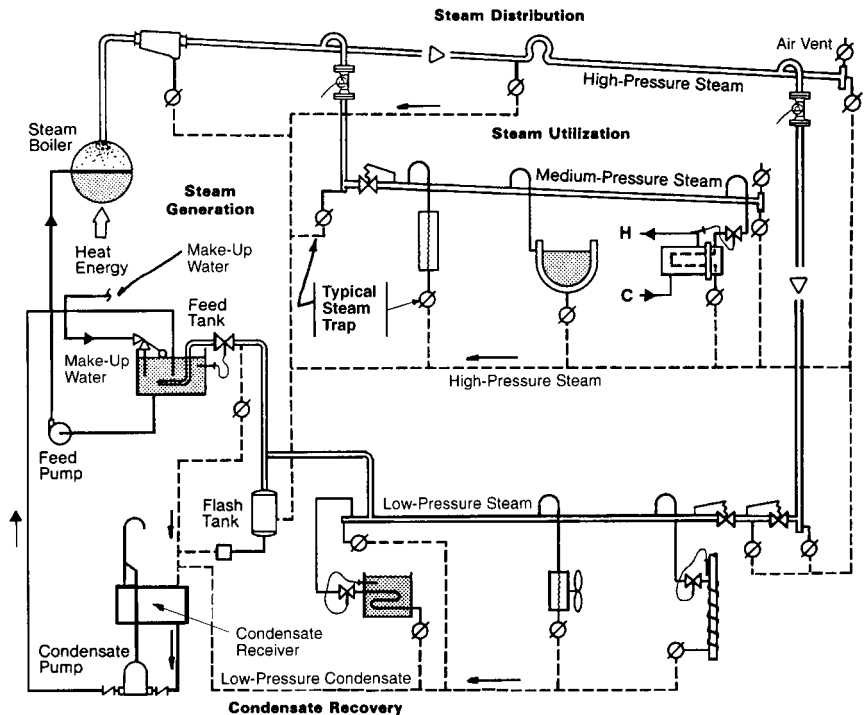 Steam Distribution
Air Vent
High-Pressure Steam
Steam
Boiler
Steam Utilization
Medium-Pressure Steam
Steam
Generation
Heat
Energy
Make-Up
Water
H
C
Typical
Steam
Trap
Feed
Tank
Make-Up
Water
High-Pressure Steam
Feed
Pump
Flash
Tank
Low-Pressure Steam
Condensate
Receiver
Condensate
Pump
Low-Pressure Condensate
Condensate Recovery